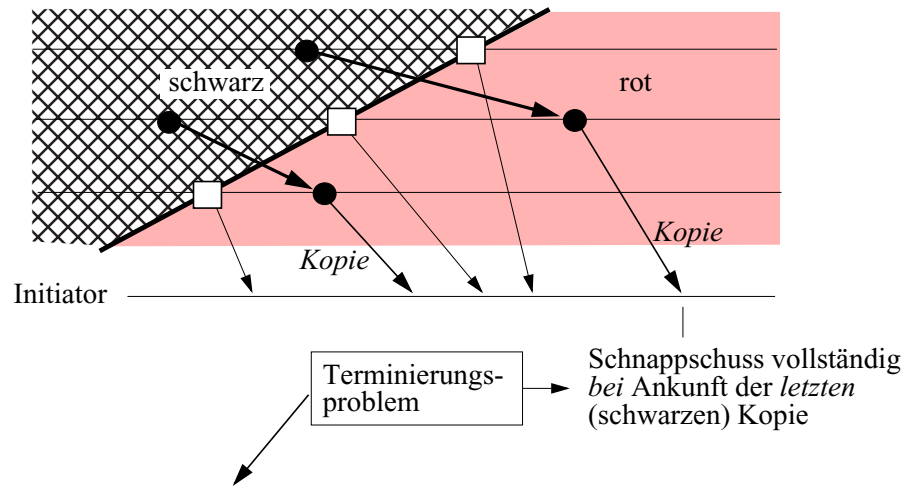 schwarz
rot
Kopie
Kopie
Initiator
Terminierungs-
problem
Schnappschuss vollständig
bei Ankunft der letzten
(schwarzen) Kopie